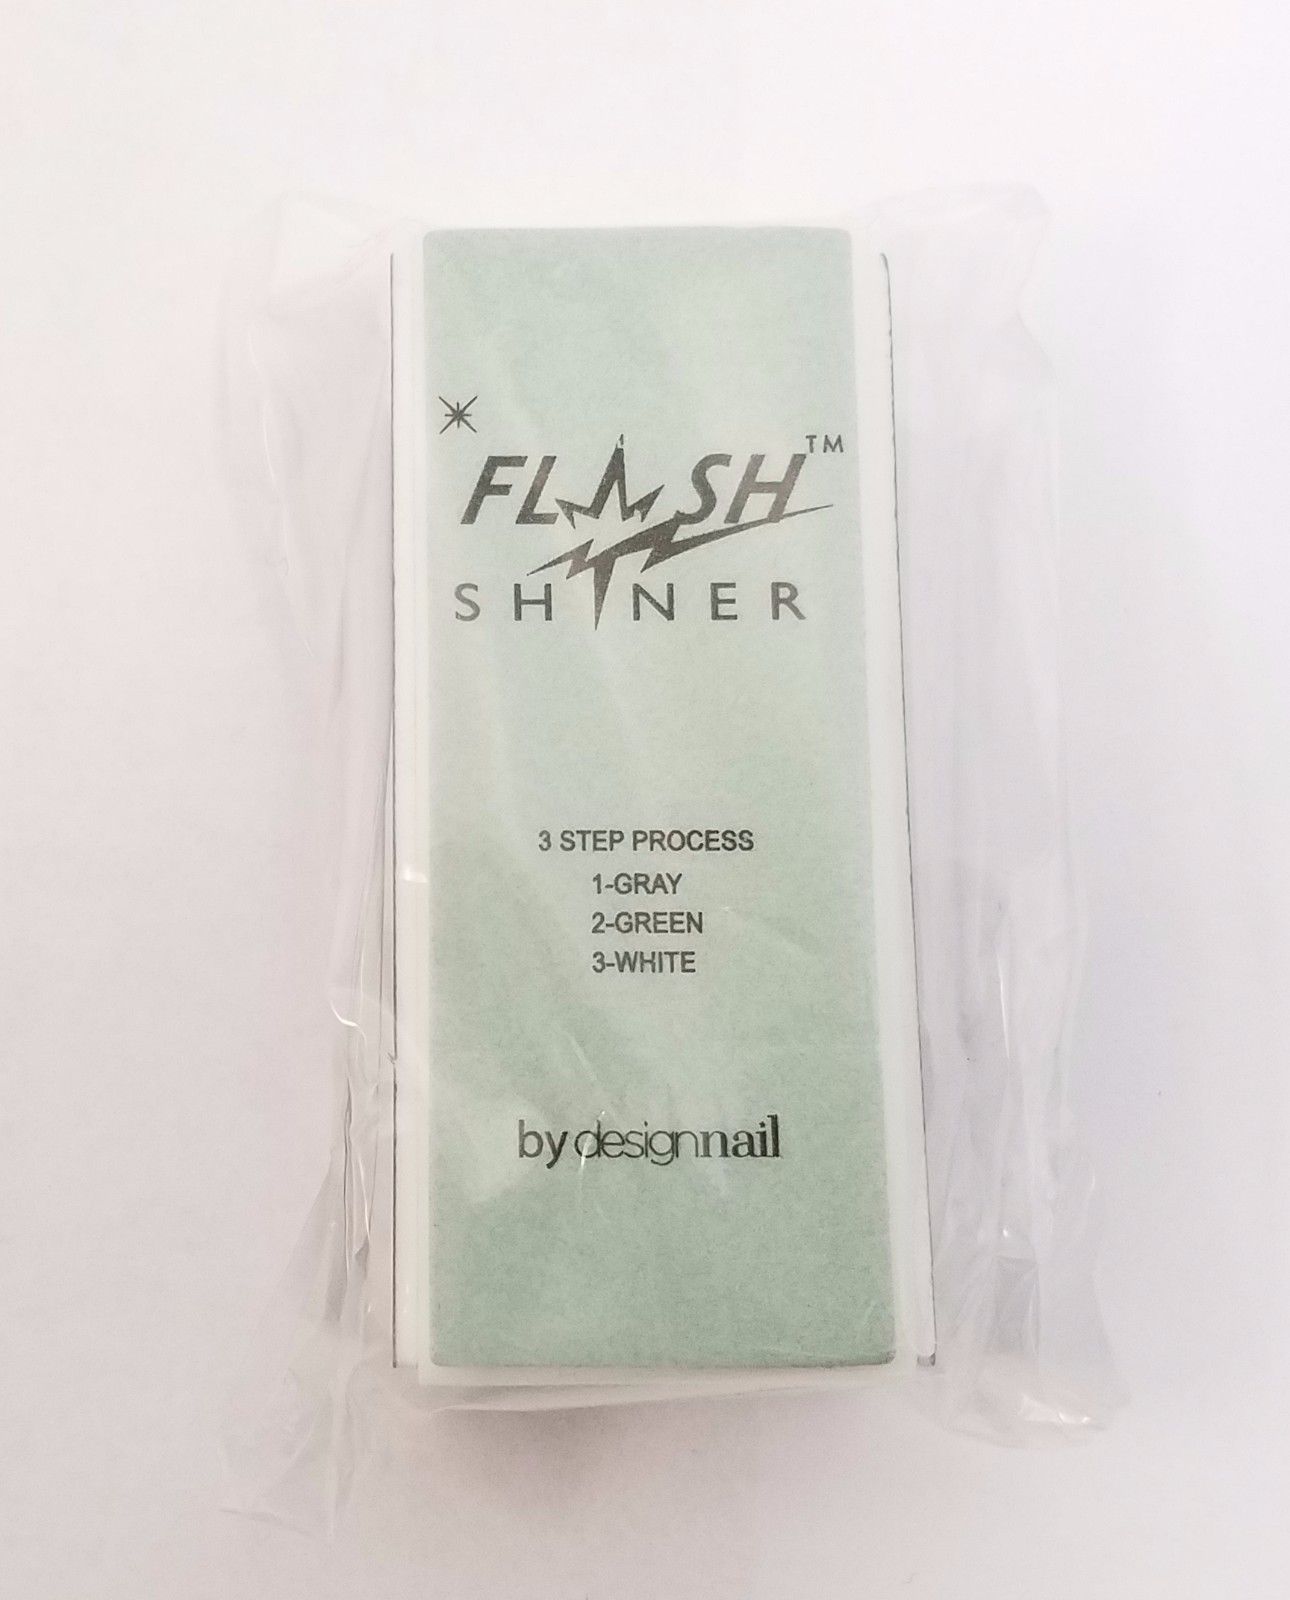 FLASH™
SHINER
3 STEP PROCESS
1-GRAY
2-GREEN
3-WHITE
by designnail